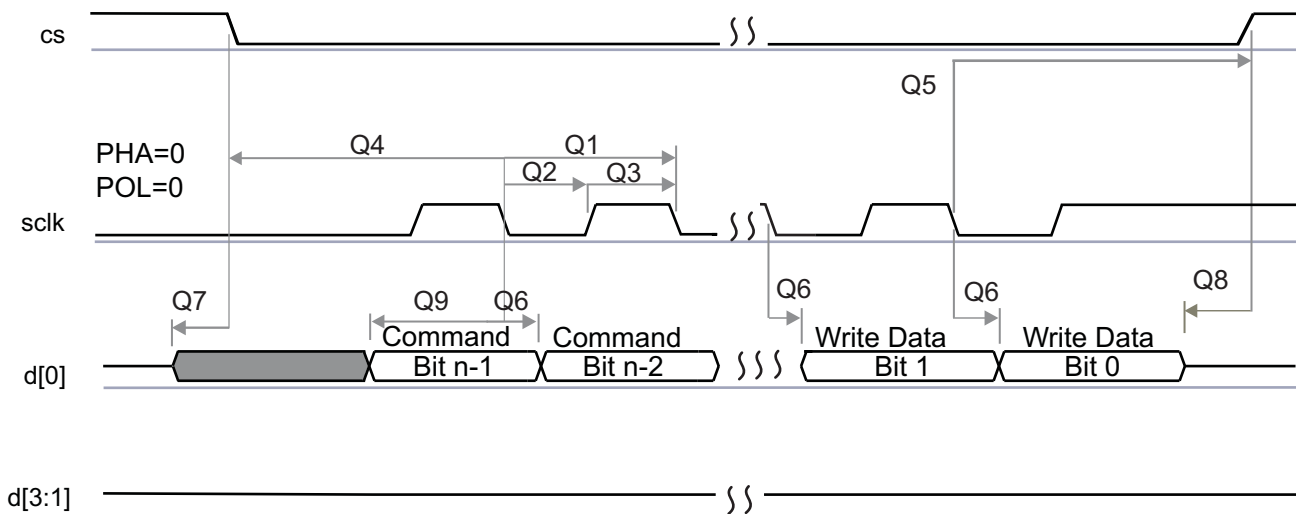 cs
Q5
PHA=0
POL=0
Q4
Q1
Q2
Q3
sclk
Q7
Q9
Q6
Q6
Q6
Q8
Command
Command
Write Data
Write Data
d[0]
Bit n-1
Bit n-2
Bit 1
Bit 0
d[3:1]